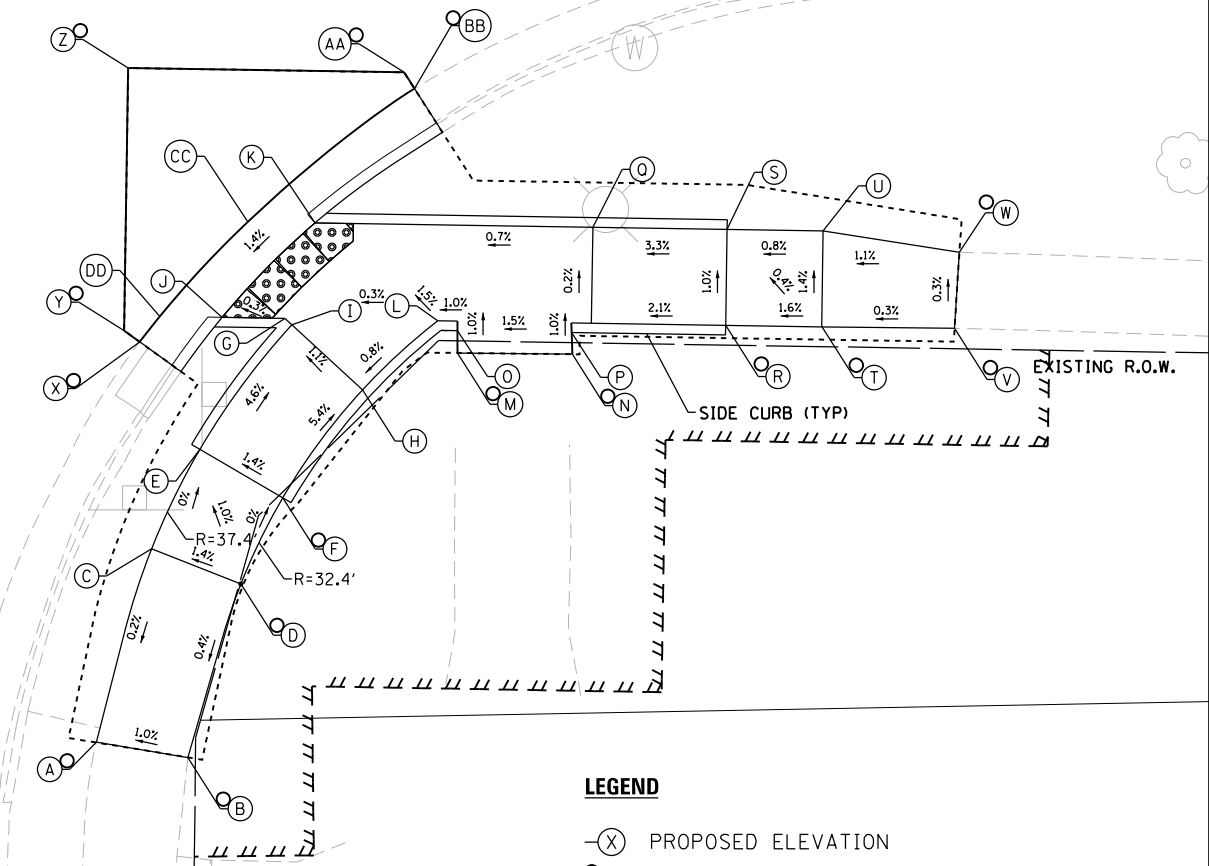 Z
AA
BB
W
CC
K
Q
S
U
W
1.4%
0.7%
3.3%
0.8%
1.1%
DD
J
0.2%
1.0%
0.4%
1.4%
0.3%
Y
0.3%
0.3%
L
1.5%
1.0%
2.1%
1.6%
0.3%
I
1.0%
1.5%
1.0%
G
1.1%
0.8%
X
O
P
R
T
V
EXISTING R.O.W.
M
N
SIDE CURB (TYP)
4.6%
5.4%
H
E
1.4%
0%
1.0%
0%
R=37.4'
F
1.4%
R=32.4'
C
D
0.2%
0.4%
1.0%
A
B
LEGEND
X PROPOSED ELEVATION